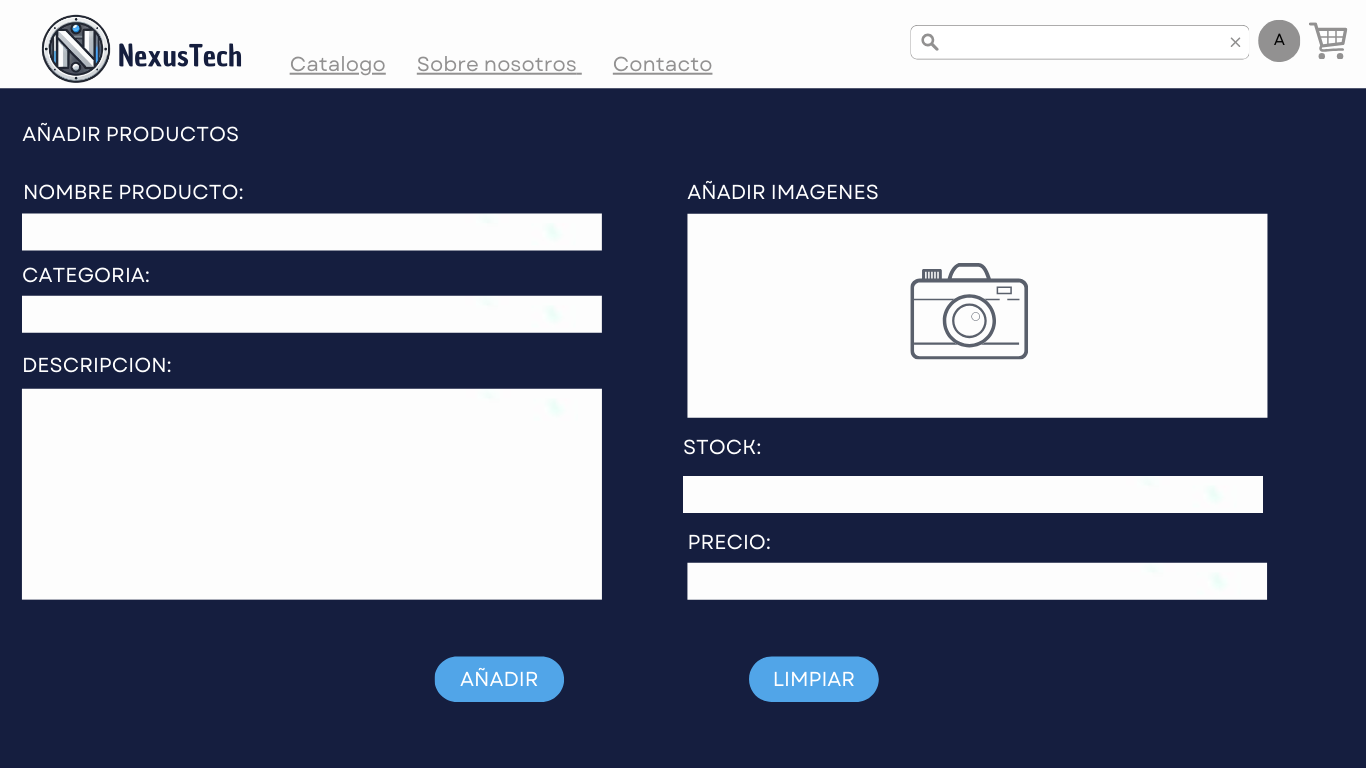 NexusTech
Catalogo Sobre nosotros Contacto
A
AÑADIR PRODUCTOS
NOMBRE PRODUCTO:
CATEGORIA:
DESCRIPCION:
AÑADIR IMAGENES
STOCK:
PRECIO:
AÑADIR
LIMPIAR